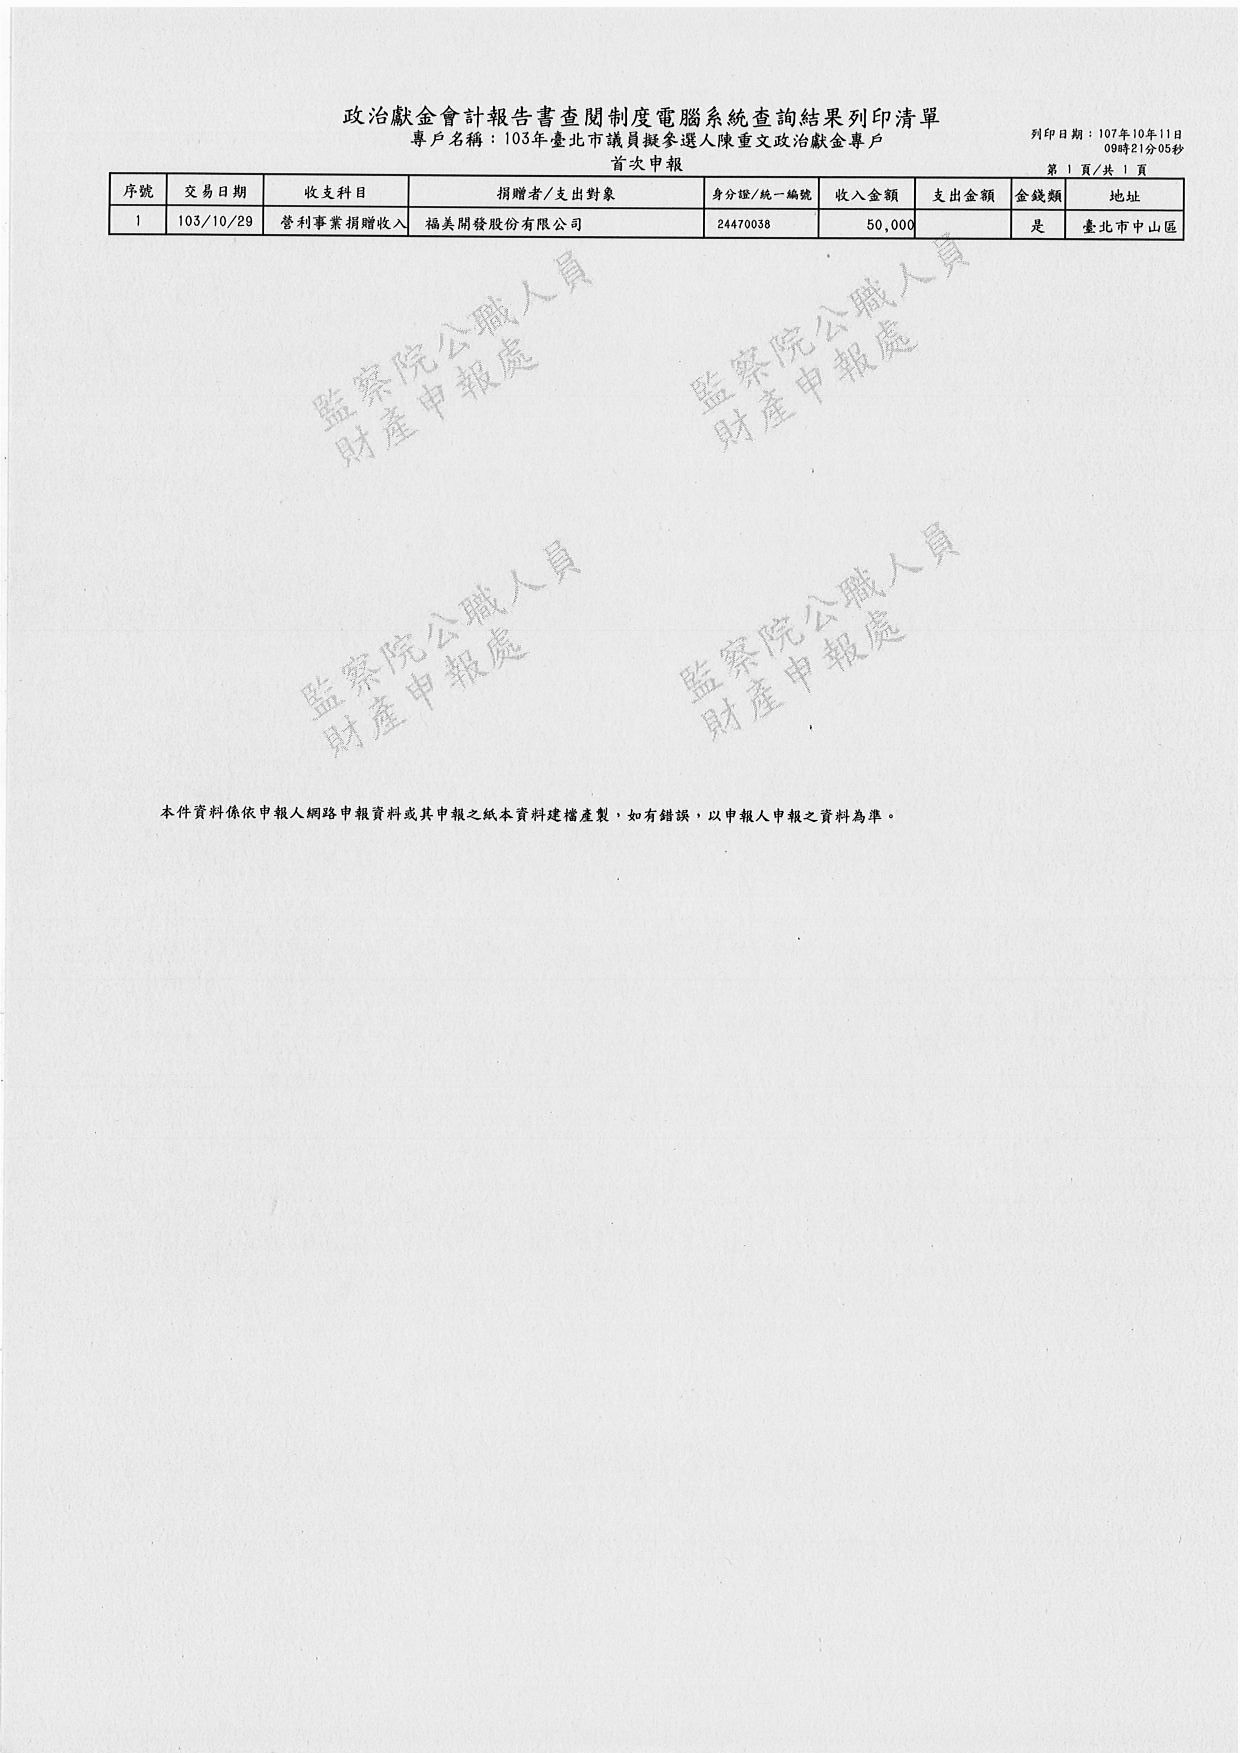 政治獻金會計報告書查閱制度電腦系統查詢結果列印清單
專戶名稱：103年臺北市議員擬參選人陳重文政治獻金專戶
首次申報
列印日期：107年10年11日
09時21分05秒
第 1 頁/共 1 頁
序號 交易日期 收支科目 捐贈者/支出對象 身分證/統一編號 收入金額 支出金額 金錢類 地址
1 103/10/29 營利事業捐贈收入 福美開發股份有限公司 24470038 50,000 是 臺北市中山區
監察院公職人員
財產申報處
監察院公職人員
財產申報處
監察院公職人員
財產申報處
監察院公職人員
財產申報處
本件資料係依申報人網路申報資料或其申報之紙本資料建檔產製，如有錯誤，以申報人申報之資料為準。